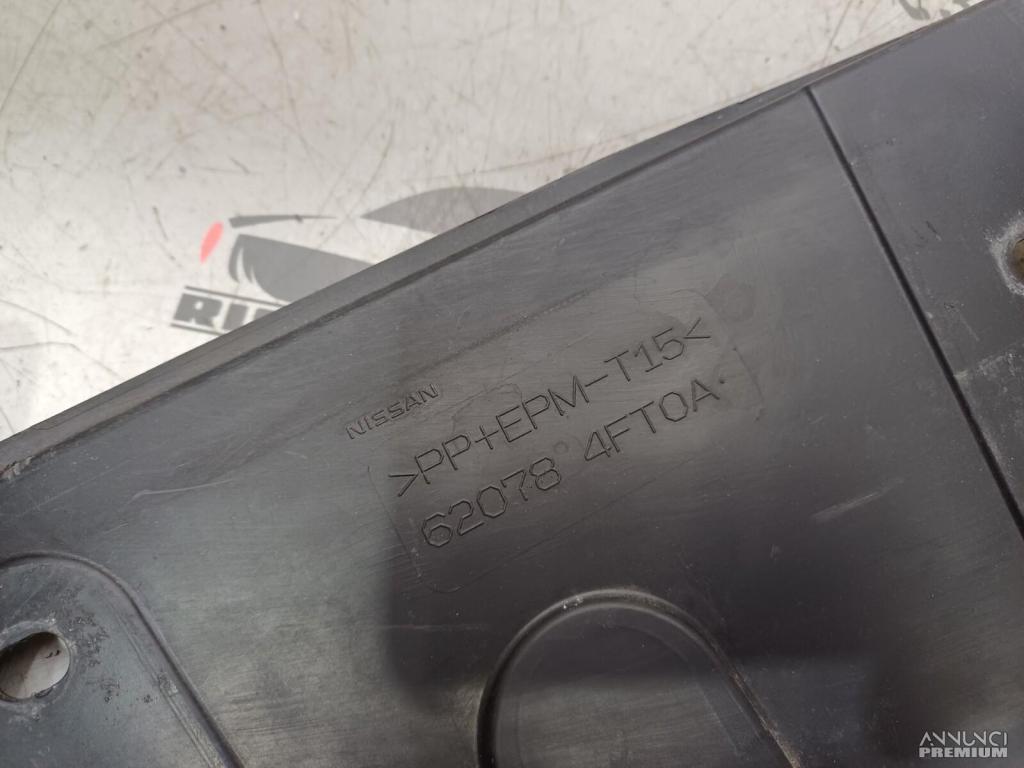 NISSAN
>PP+EPM-T15<
62078 4FT0A
ANNUNCI
PREMIUM